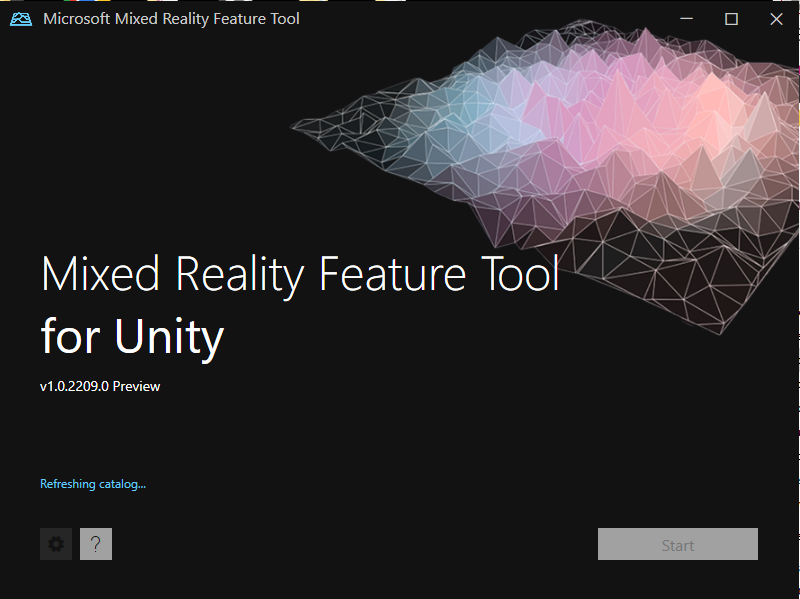 Microsoft Mixed Reality Feature Tool
Mixed Reality Feature Tool
for Unity
v1.0.2209.0 Preview
Refreshing catalog...
?
Start